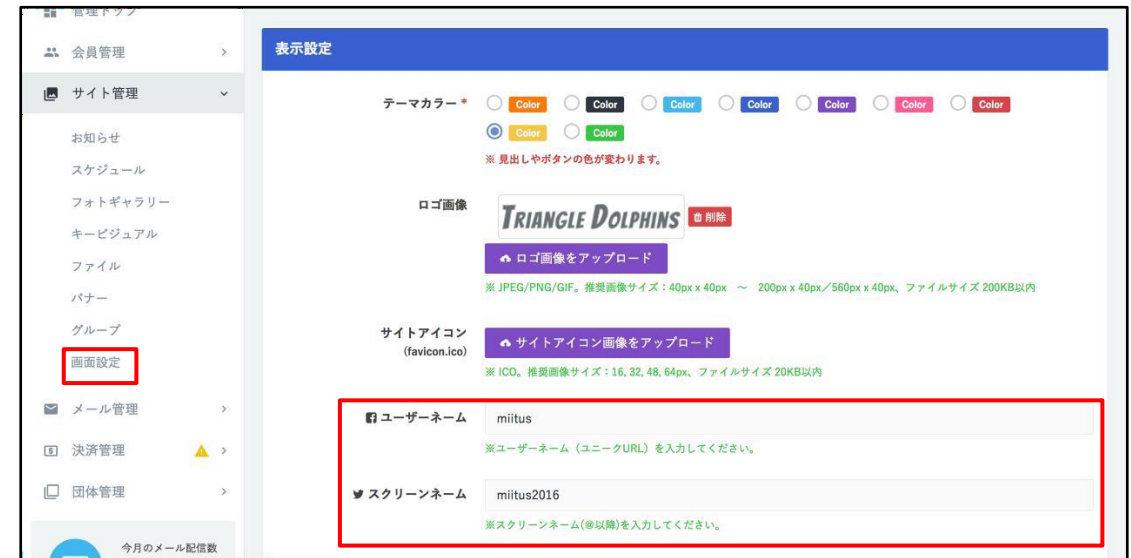 管理トップ
会員管理
サイト管理
お知らせ
スケジュール
フォトギャラリー
キービジュアル
ファイル
バナー
グループ
画面設定
メール管理
決済管理
団体管理
今月のメール配信数
表示設定
テーマカラー *
Color Color Color Color Color Color Color
Color Color
※ 見出しやボタンの色が変わります。
ロゴ画像
TRIANGLE DOLPHINS 削除
ロゴ画像をアップロード
※ JPEG/PNG/GIF。推奨画像サイズ：40px x 40px ～ 200px x 40px／560px x 40px、ファイルサイズ 200KB以内
サイトアイコン
(favicon.ico)
サイトアイコン画像をアップロード
※ ICO。推奨画像サイズ：16, 32, 48, 64px、ファイルサイズ 20KB以内
ユーザーネーム miitus
※ユーザーネーム（ユニークURL）を入力してください。
スクリーンネーム miitus2016
※スクリーンネーム(@以降)を入力してください。